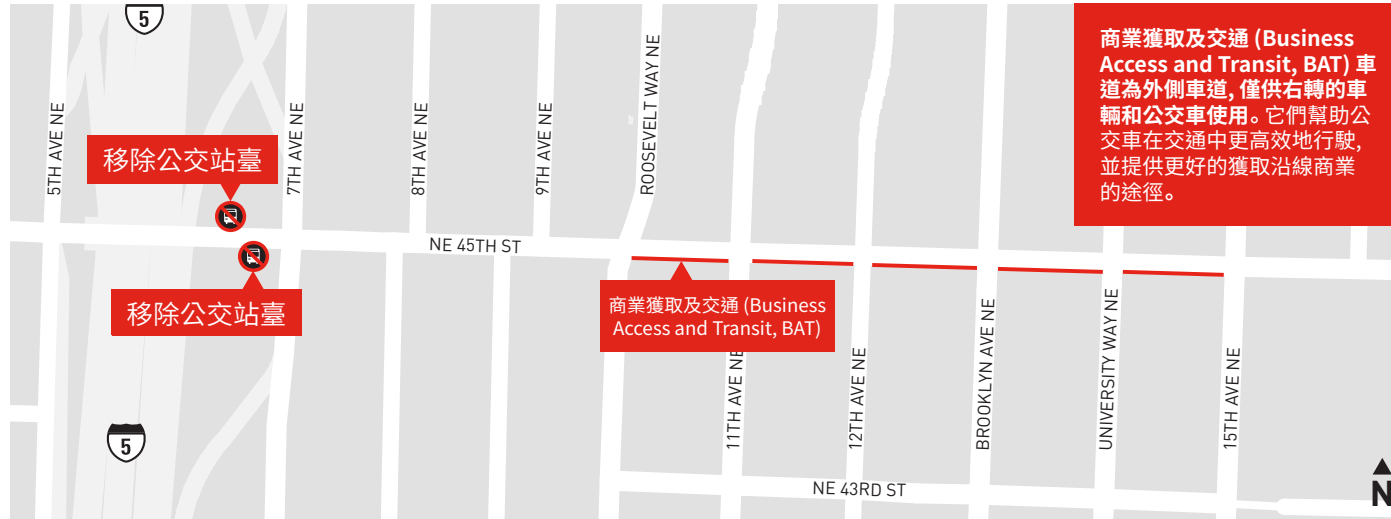 5
商業獲取及交通 (Business
Access and Transit, BAT) 車
道為外側車道, 僅供右轉的車
輛和公交車使用。它們幫助公
交車在交通中更高效地行駛,
並提供更好的獲取沿線商業
的途徑。
5TH AVE NE
移除公交站臺
7TH AVE NE
8TH AVE NE
9TH AVE NE
ROOSEVELT WAY NE
NE 45TH ST
移除公交站臺
商業獲取及交通 (Business
Access and Transit, BAT)
11TH AVE NE
12TH AVE NE
BROOKLYN AVE NE
UNIVERSITY WAY NE
15TH AVE NE
5
NE 43RD ST
N